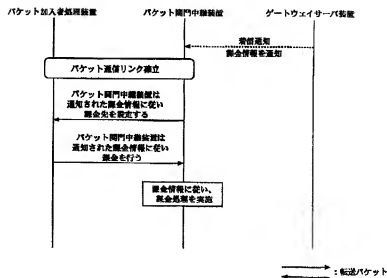 パケット加入者処理装置
パケット関門中継装置
ゲートウェイサーバ装置
着信通知
課金情報を通知
パケット通信リンク確立
パケット関門中継装置は
通知された課金情報に従い
課金先を設定する
パケット関門中継装置は
通知された課金情報に従い
課金を行う
課金情報に従い、
課金処理を実施
：転送パケット